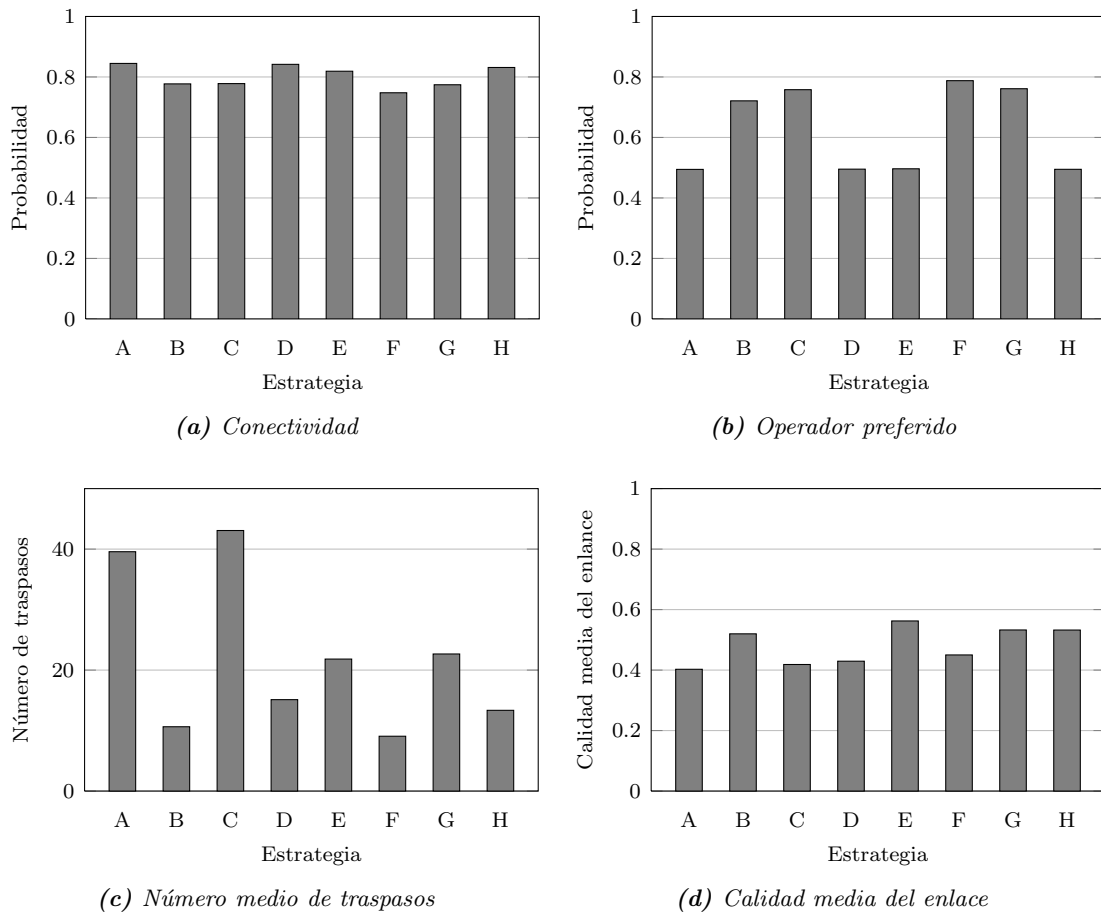 1
0.8
0.6
0.4
0.2
0
Probabilidad
A B C D E F G H
Estrategia
(a) Conectividad
1
0.8
0.6
0.4
0.2
0
Probabilidad
A B C D E F G H
Estrategia
(b) Operador preferido
40
20
0
Número de traspasos
A B C D E F G H
Estrategia
(c) Número medio de traspasos
1
0.8
0.6
0.4
0.2
0
Calidad media del enlance
A B C D E F G H
Estrategia
(d) Calidad media del enlace